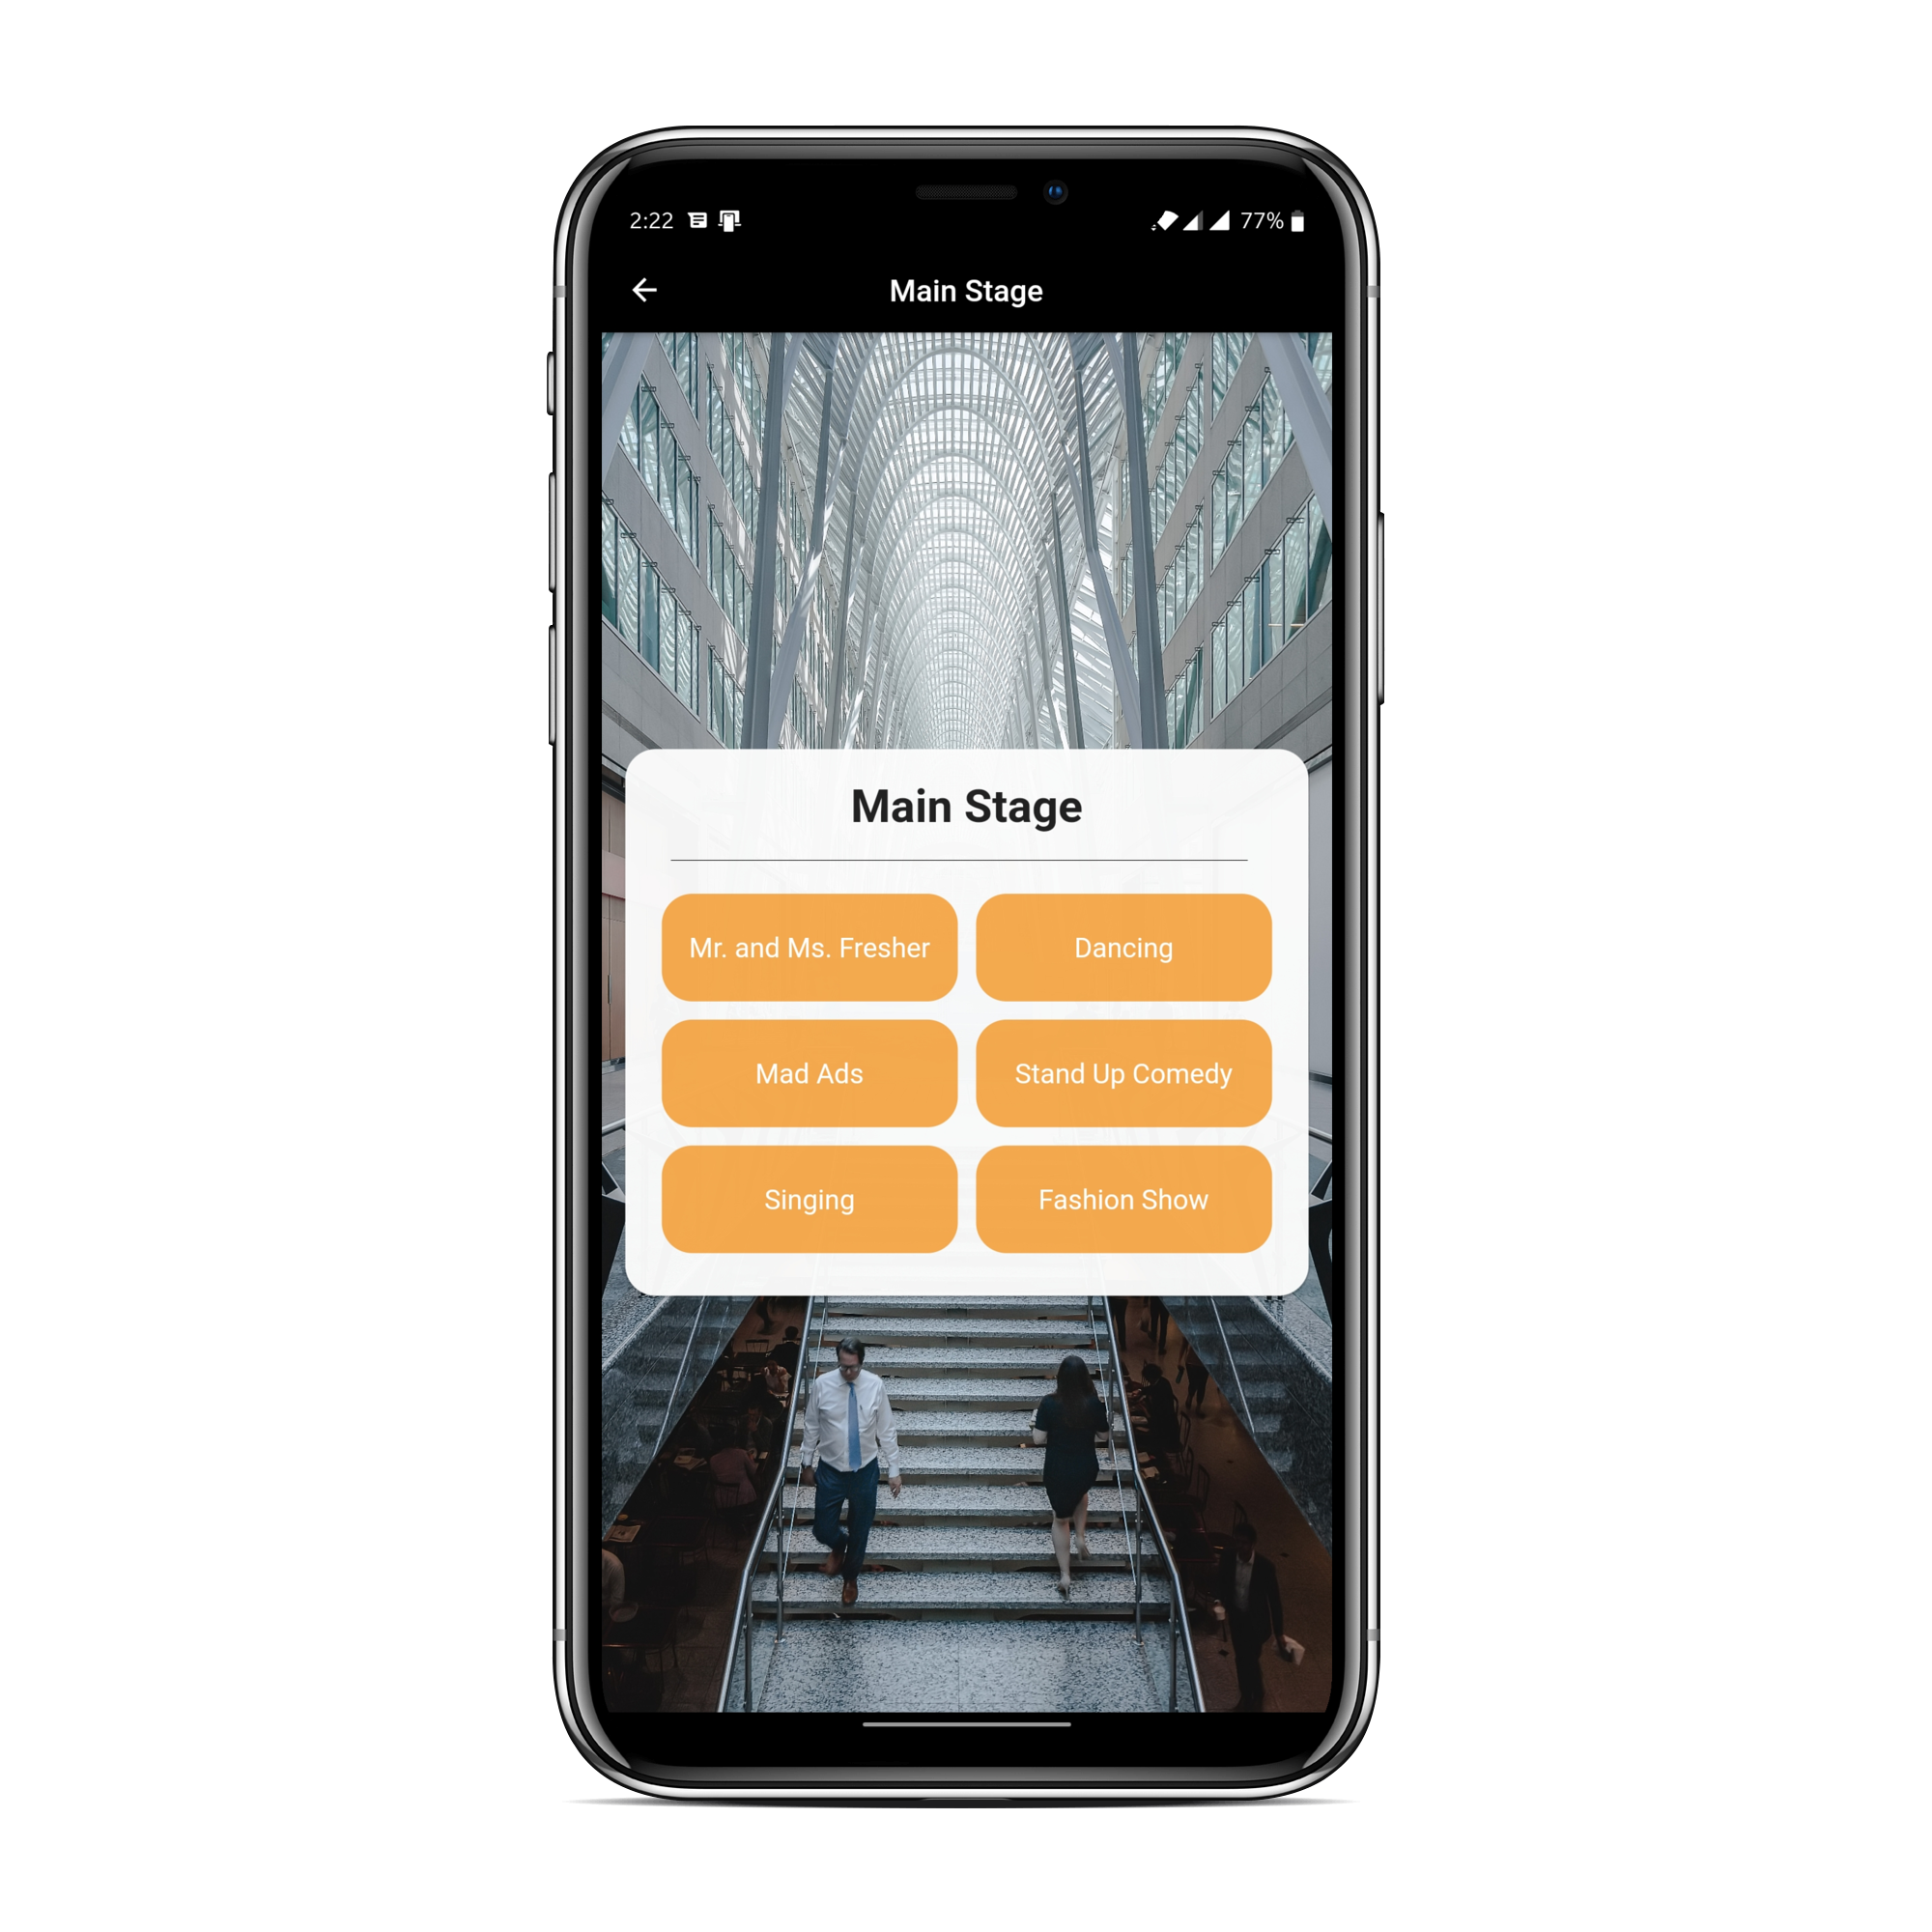 2:22 77%
Main Stage
Main Stage
Mr. and Ms. Fresher Dancing
Mad Ads Stand Up Comedy
Singing Fashion Show